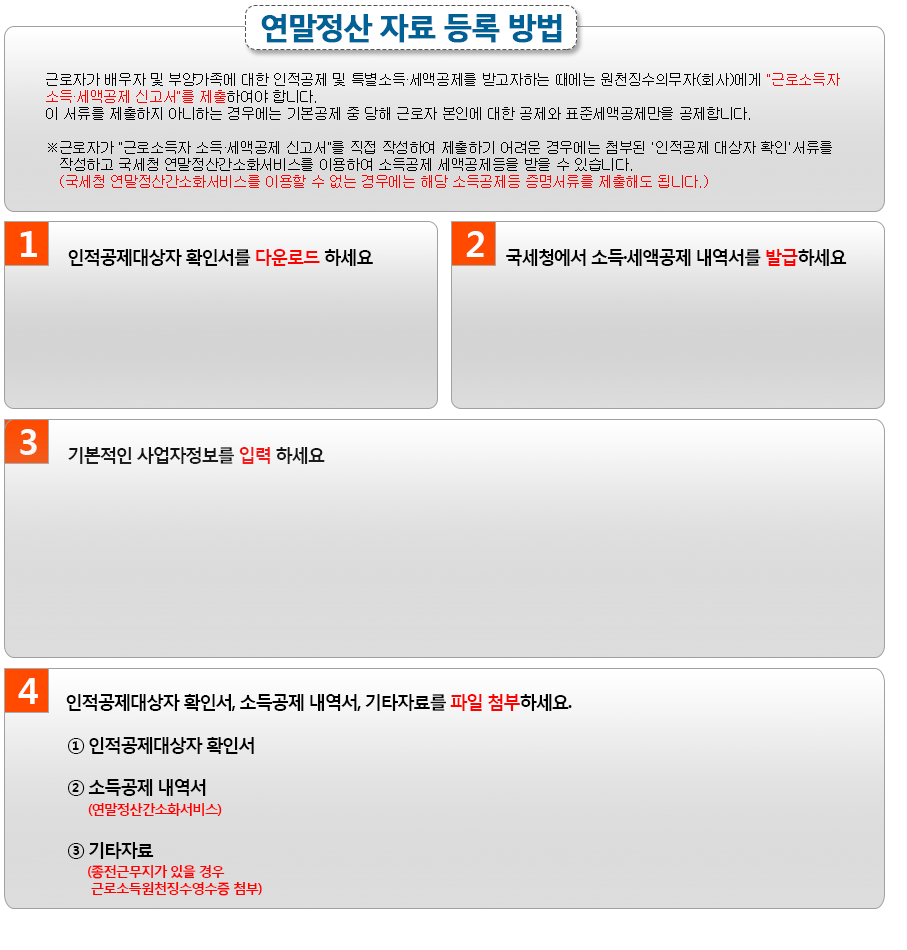 연말정산 자료 등록 방법
근로자가 배우자 및 부양가족에 대한 인적공제 및 특별소득·세액공제를 받고자하는 때에는 원천징수의무자(회사)에게 "근로소득자
소득·세액공제 신고서"를 제출하여야 합니다.
이 서류를 제출하지 아니하는 경우에는 기본공제 중 당해 근로자 본인에 대한 공제와 표준세액공제만을 공제합니다.
※근로자가 "근로소득자 소득·세액공제 신고서"를 직접 작성하여 제출하기 어려운 경우에는 첨부된 '인적공제 대상자 확인'서류를
작성하고 국세청 연말정산간소화서비스를 이용하여 소득공제 세액공제등을 받을 수 있습니다.
(국세청 연말정산간소화서비스를 이용할 수 없는 경우에는 해당 소득공제등 증명서류를 제출해도 됩니다.)
1 인적공제대상자 확인서를 다운로드 하세요
2 국세청에서 소득·세액공제 내역서를 발급하세요
3 기본적인 사업자정보를 입력 하세요
4 인적공제대상자 확인서, 소득공제 내역서, 기타자료를 파일 첨부하세요.
① 인적공제대상자 확인서
② 소득공제 내역서
(연말정산간소화서비스)
③ 기타자료
(종전근무지가 있을 경우
근로소득원천징수영수증 첨부)